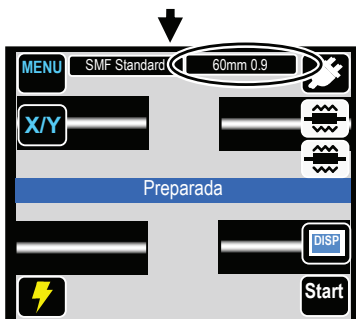 MENU
SMF Standard
60mm 0.9
X/Y
Preparada
DISP
Start